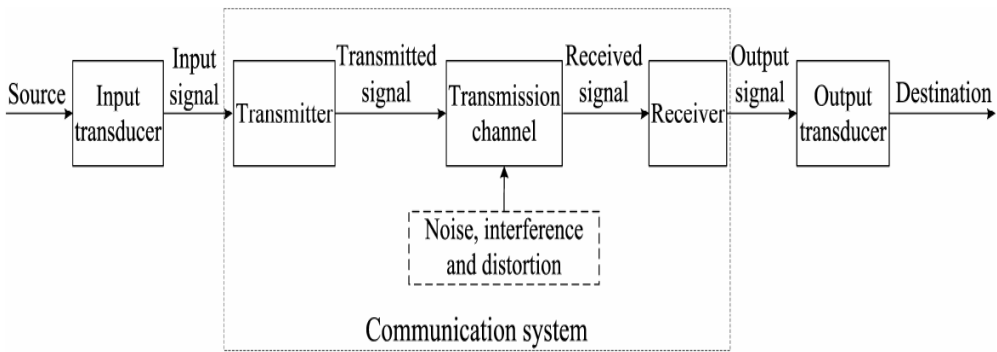 Source
Input
transducer
Input
signal
Transmitter
Transmitted
signal
Transmission
channel
Received
signal
Receiver
Output
signal
Output
transducer
Destination
Noise, interference
and distortion
Communication system